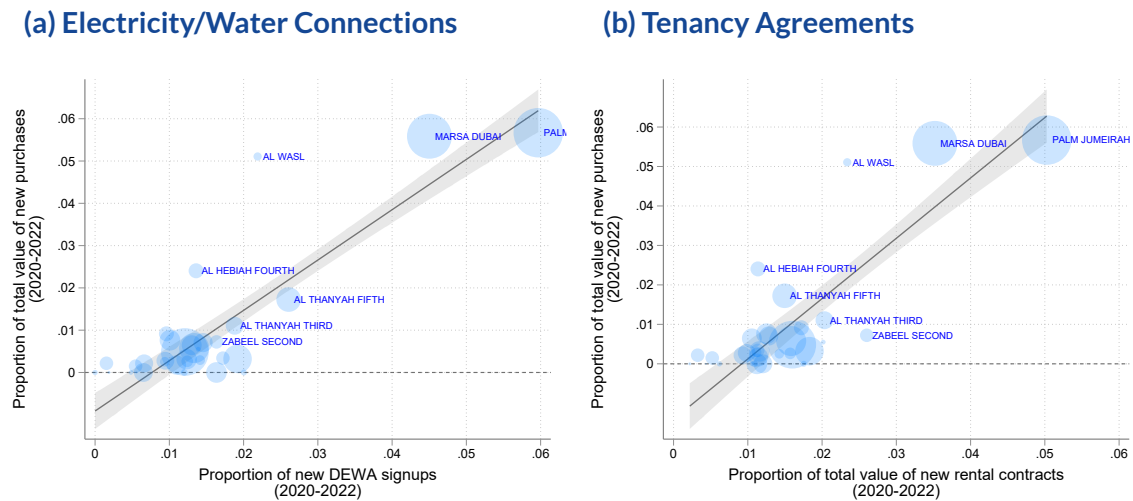 (a) Electricity/Water Connections
Proportion of total value of new purchases
(2020-2022)
.06
.05
.04
.03
.02
.01
0
MARSA DUBAI
PALM
AL WASL
AL HEBIAH FOURTH
AL THANYAH FIFTH
AL THANYAH THIRD
ZABEEL SECOND
0
.01
.02
.03
.04
.05
.06
Proportion of new DEWA signups
(2020-2022)
(b) Tenancy Agreements
Proportion of total value of new purchases
(2020-2022)
.06
.05
.04
.03
.02
.01
0
MARSA DUBAI
PALM JUMEIRAH
AL WASL
AL HEBIAH FOURTH
AL THANYAH FIFTH
AL THANYAH THIRD
ZABEEL SECOND
0
.01
.02
.03
.04
.05
.06
Proportion of total value of new rental contracts
(2020-2022)